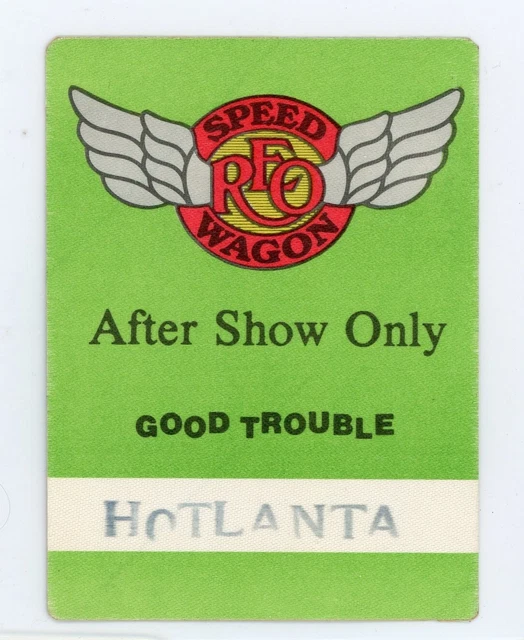 SPEED
REO
WAGON
After Show Only
GOOD TROUBLE
HOTLANTA